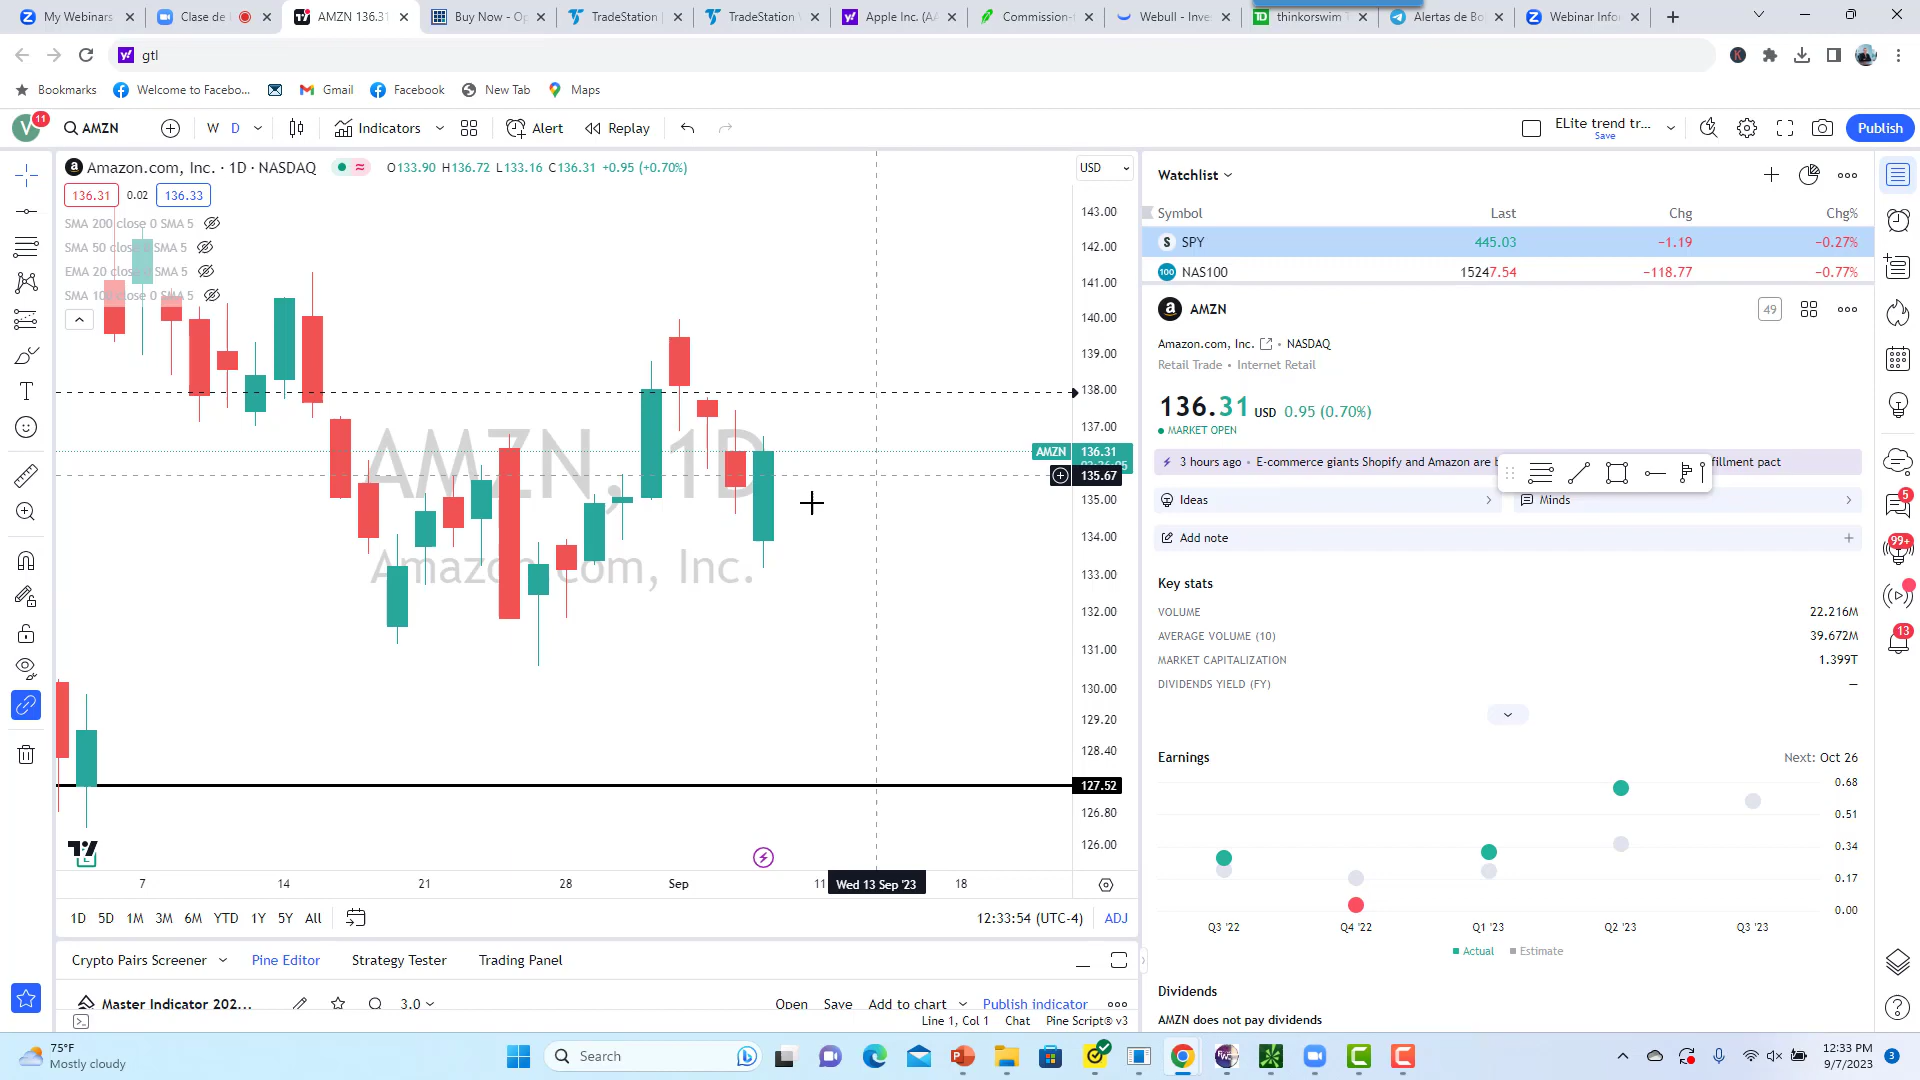 My Webinars
Clase de
AMZN 136.31
Buy Now - Op
TradeStation
TradeStation
Apple Inc. (AA
Commission-
Webull - Inve
thinkorswim
Alertas de Bo
Webinar Info
gtl
Bookmarks
Welcome to Facebo...
Gmail
Facebook
New Tab
Maps
V 11
AMZN
W D
Indicators
Alert
Replay
ELite trend tr...
Save
Publish
Amazon.com, Inc. · 1D · NASDAQ
O133.90 H136.72 L133.16 C136.31 +0.95 (+0.70%)
USD
136.31 0.02 136.33
SMA 200 close 0 SMA 5
SMA 50 close 0 SMA 5
EMA 20 close 0 SMA 5
SMA 100 close 0 SMA 5
AMZN, 1D
Amazon.com, Inc.
143.00
142.00
141.00
140.00
139.00
138.00
137.00
AMZN 136.31
135.67
135.00
134.00
133.00
132.00
131.00
130.00
129.20
128.40
127.52
126.80
126.00
7 14 21 28 Sep 11 Wed 13 Sep '23 18
1D 5D 1M 3M 6M YTD 1Y 5Y All
12:33:54 (UTC-4) ADJ
Crypto Pairs Screener Pine Editor Strategy Tester Trading Panel
Master Indicator 202... 3.0 Open Save Add to chart Publish indicator
Line 1, Col 1 Chat Pine Script® v3
Watchlist
Symbol Last Chg Chg%
S SPY 445.03 −1.19 −0.27%
100 NAS100 15247.54 −118.77 −0.77%
AMZN 49
Amazon.com, Inc. • NASDAQ
Retail Trade • Internet Retail
136.31 USD 0.95 (0.70%)
MARKET OPEN
3 hours ago • E-commerce giants Shopify and Amazon are
fillment pact
Ideas
Minds
Add note
Key stats
VOLUME 22.216M
AVERAGE VOLUME (10) 39.672M
MARKET CAPITALIZATION 1.399T
DIVIDENDS YIELD (FY) —
Earnings Next: Oct 26
0.68
0.51
0.34
0.17
0.00
Q3 '22 Q4 '22 Q1 '23 Q2 '23 Q3 '23
Actual Estimate
Dividends
AMZN does not pay dividends
5
99+
13
75°F
Mostly cloudy
Search
12:33 PM
9/7/2023
3